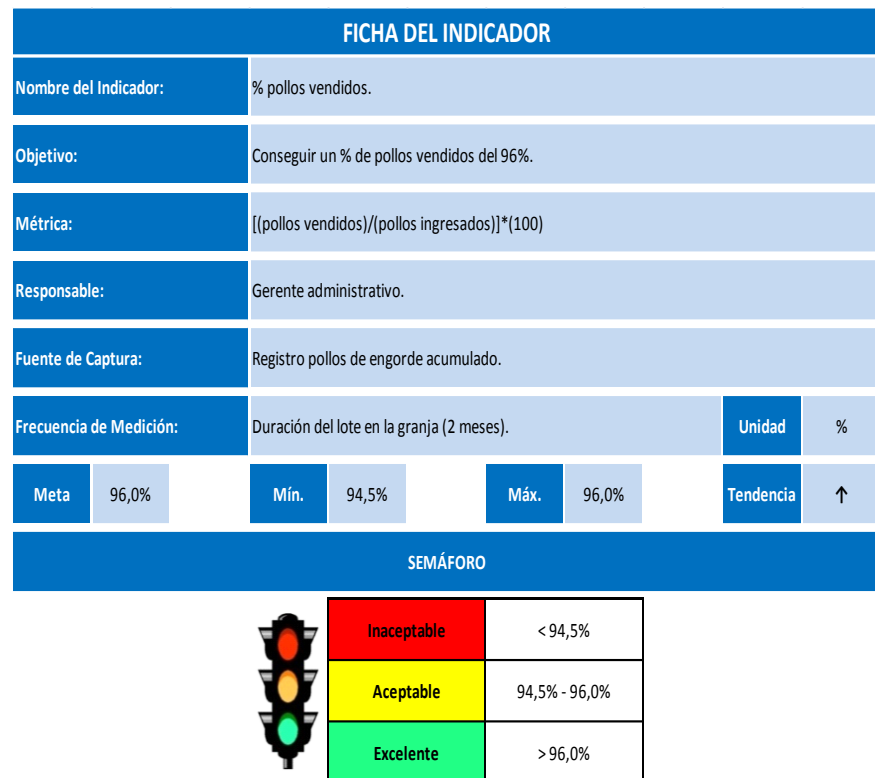 FICHA DEL INDICADOR
Nombre del Indicador: % pollos vendidos.
Objetivo: Conseguir un % de pollos vendidos del 96%.
Métrica: [(pollos vendidos)/(pollos ingresados)]*(100)
Responsable: Gerente administrativo.
Fuente de Captura: Registro pollos de engorde acumulado.
Frecuencia de Medición: Duración del lote en la granja (2 meses). Unidad %
Meta 96,0% Mín. 94,5% Máx. 96,0% Tendencia ↑
SEMÁFORO
Inaceptable < 94,5%
Aceptable 94,5% - 96,0%
Excelente > 96,0%